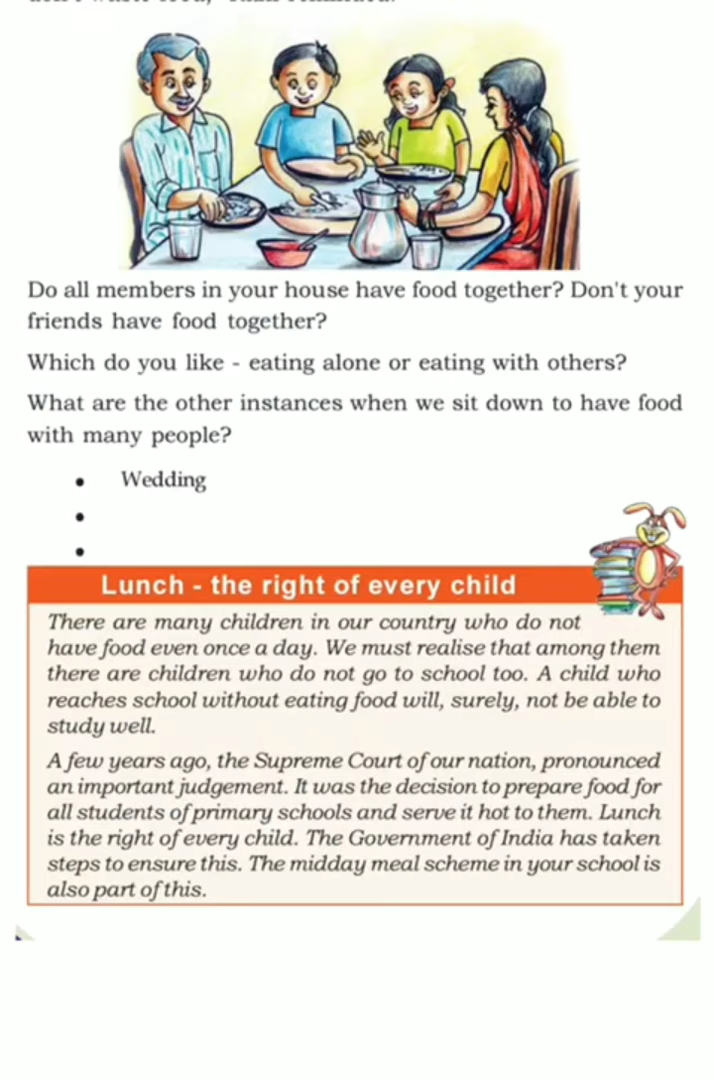 Do all members in your house have food together? Don't your
friends have food together?
Which do you like - eating alone or eating with others?
What are the other instances when we sit down to have food
with many people?
• Wedding
•
•
Lunch - the right of every child
There are many children in our country who do not
have food even once a day. We must realise that among them
there are children who do not go to school too. A child who
reaches school without eating food will, surely, not be able to
study well.
A few years ago, the Supreme Court of our nation, pronounced
an important judgement. It was the decision to prepare food for
all students of primary schools and serve it hot to them. Lunch
is the right of every child. The Government of India has taken
steps to ensure this. The midday meal scheme in your school is
also part of this.